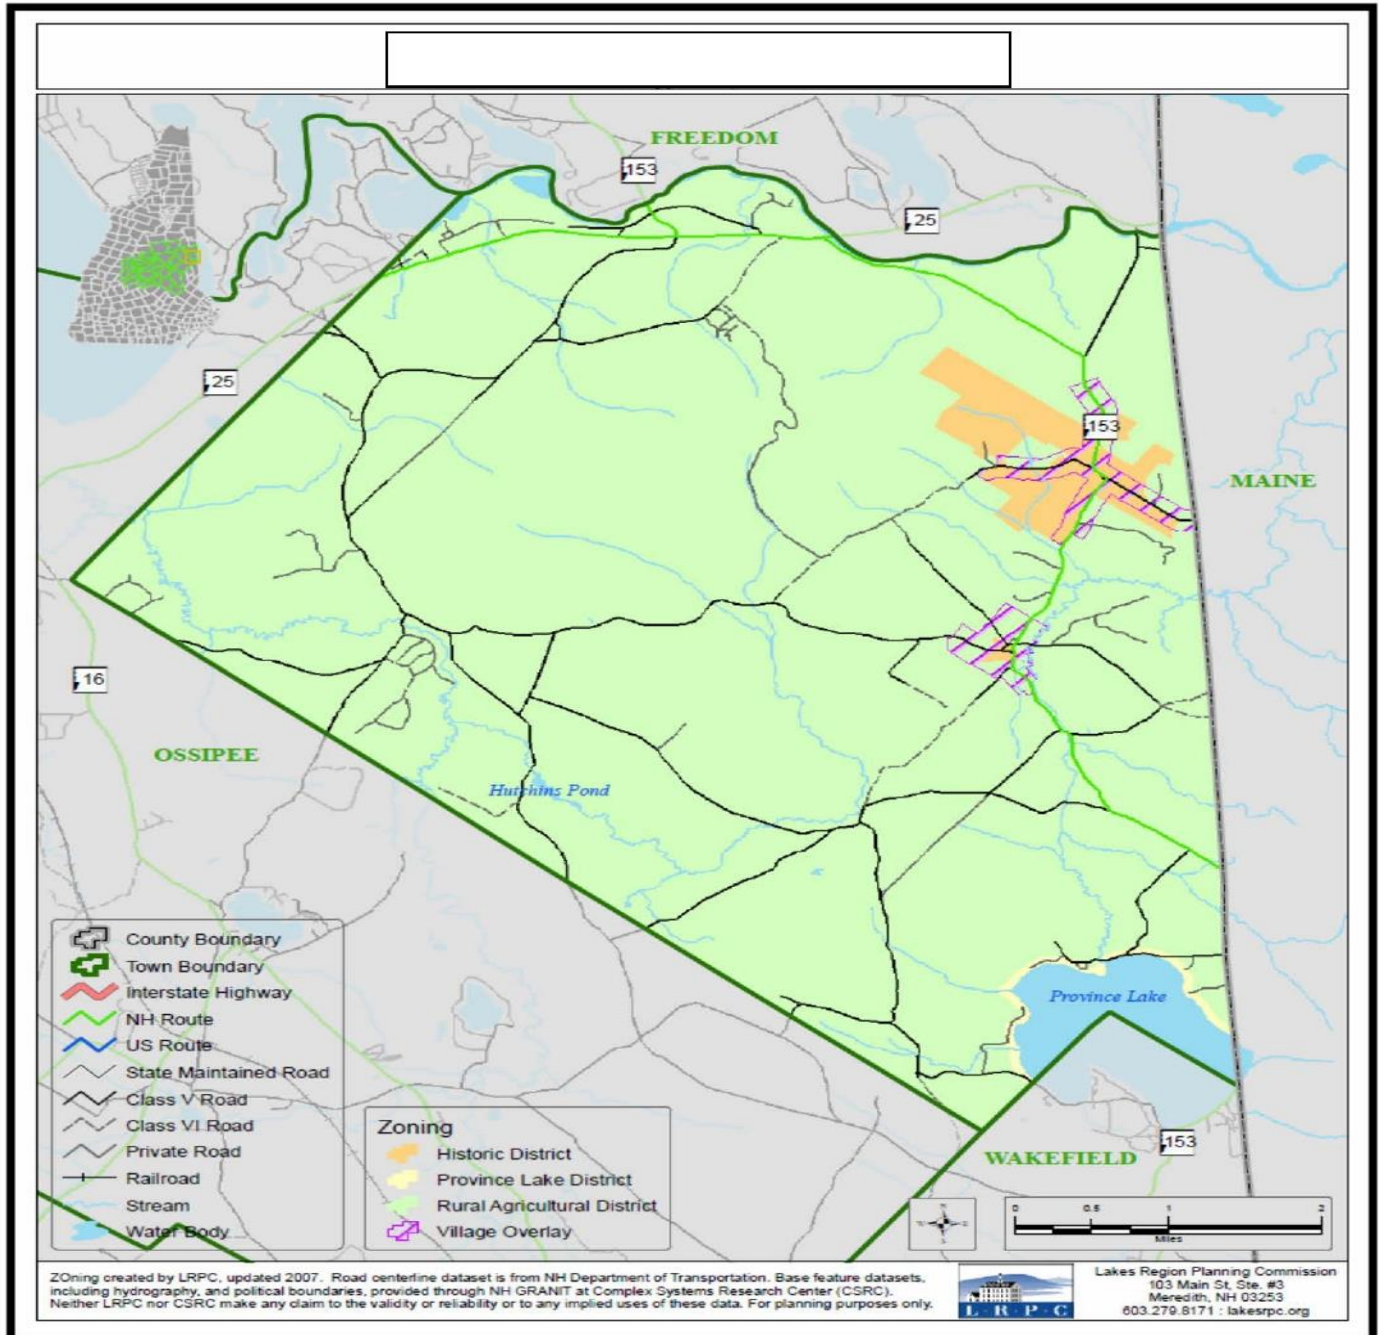 FREEDOM
153
25
25
153
MAINE
16
OSSIPEE
Hutchins Pond
Province Lake
153
WAKEFIELD
County Boundary
Town Boundary
Interstate Highway
NH Route
US Route
State Maintained Road
Class V Road
Class VI Road
Private Road
Railroad
Stream
Water Body
Zoning
Historic District
Province Lake District
Rural Agricultural District
Village Overlay
0 0.5 1 2
Miles
ZOning created by LRPC, updated 2007. Road centerline dataset is from NH Department of Transportation. Base feature datasets,
including hydrography, and political boundaries, provided through NH GRANIT at Complex Systems Research Center (CSRC).
Neither LRPC nor CSRC make any claim to the validity or reliability or to any implied uses of these data. For planning purposes only.
L·R·P·C
Lakes Region Planning Commission
103 Main St, Ste. #3
Meredith, NH 03253
603.279.8171 : lakesrpc.org